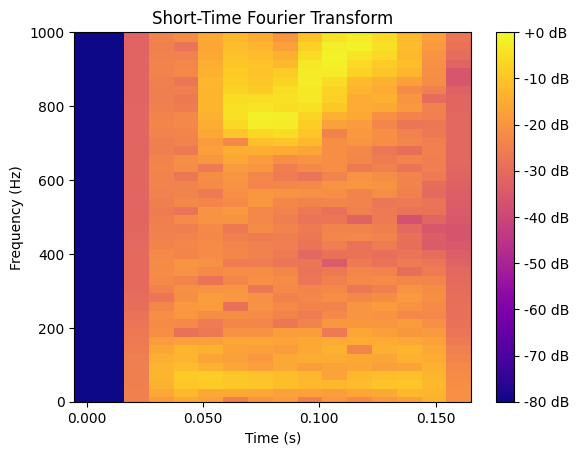 Short-Time Fourier Transform
Frequency (Hz)
1000
800
600
400
200
0
0.000
0.050
0.100
0.150
Time (s)
+0 dB
-10 dB
-20 dB
-30 dB
-40 dB
-50 dB
-60 dB
-70 dB
-80 dB